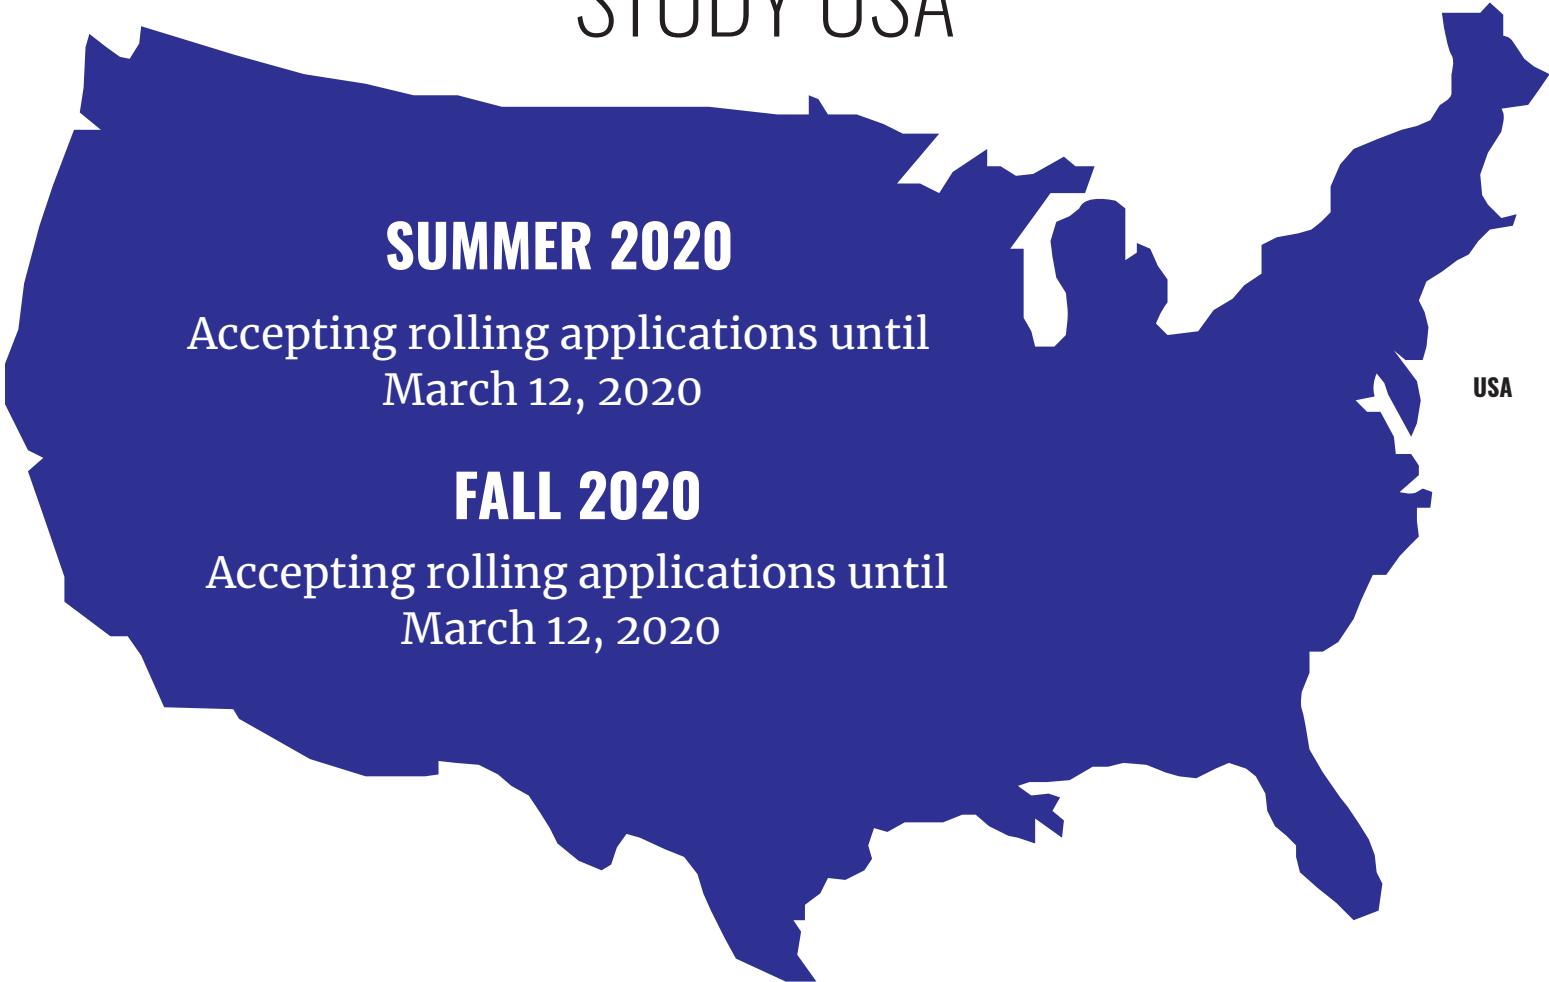 STUDY USA
SUMMER 2020
Accepting rolling applications until
March 12, 2020
USA
FALL 2020
Accepting rolling applications until
March 12, 2020